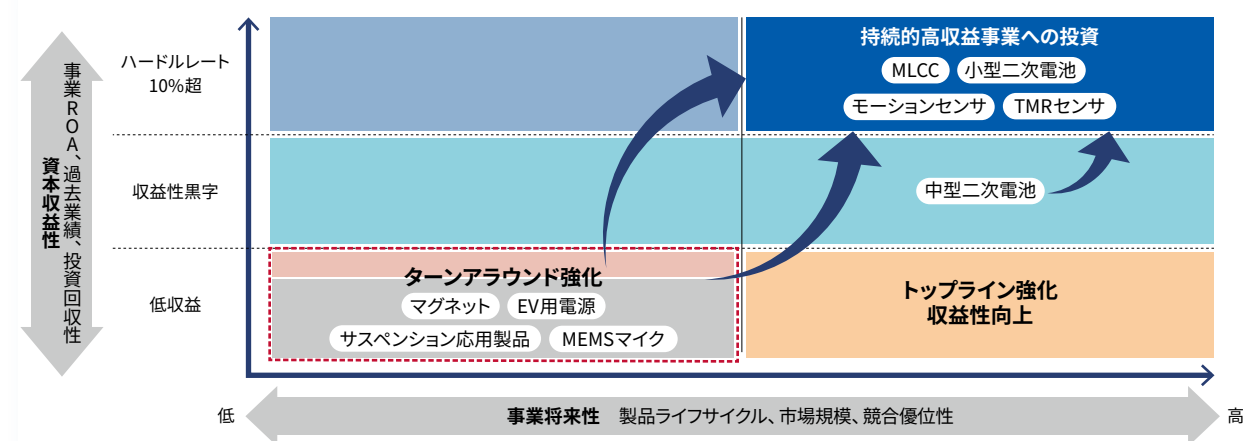 事業ROA、過去業績、投資回収性
資本収益性
ハードルレート
10%超
収益性黒字
低収益
持続的高収益事業への投資
MLCC
小型二次電池
モーションセンサ
TMRセンサ
中型二次電池
ターンアラウンド強化
マグネット
EV用電源
サスペンション応用製品
MEMSマイク
トップライン強化
収益性向上
低
事業将来性 製品ライフサイクル、市場規模、競合優位性
高